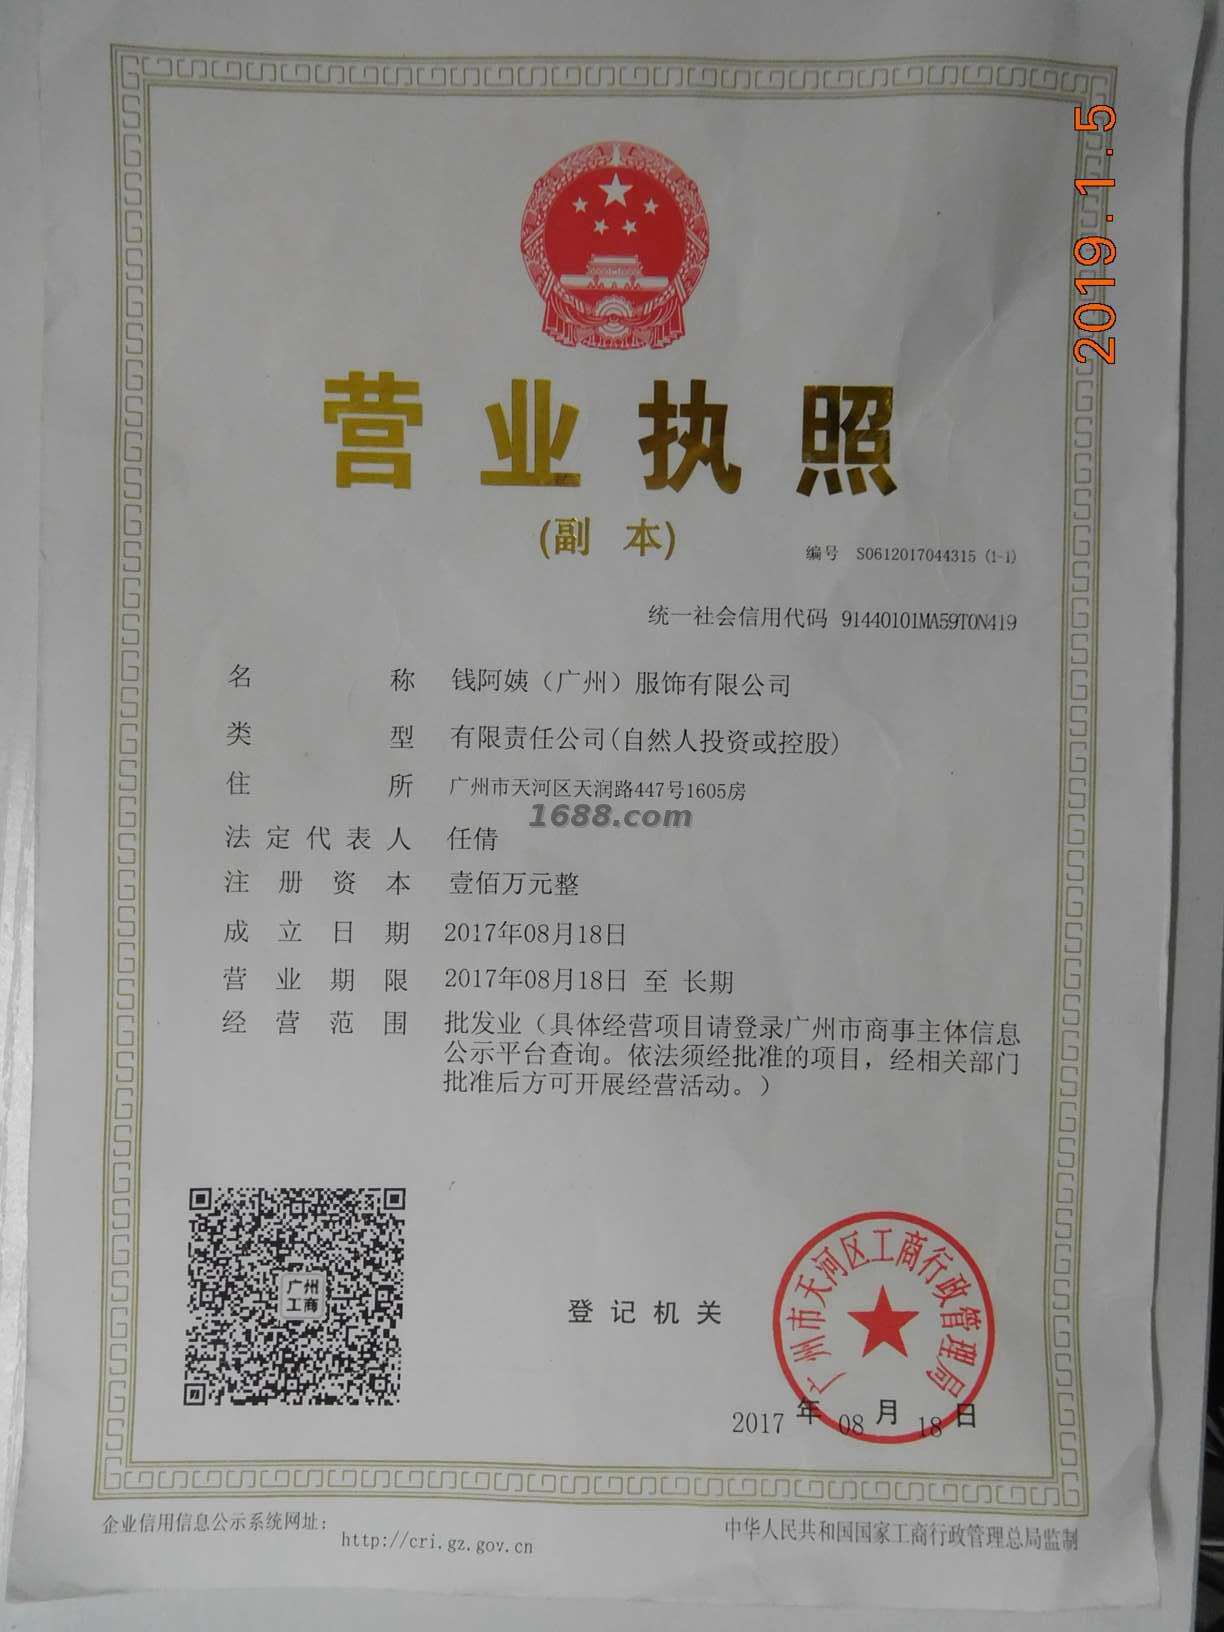 2019.1.5
营业执照
(副 本)
编号 S0612017044315 (1-1)
统一社会信用代码 91440101MA59T0N419
名 称 钱阿姨（广州）服饰有限公司
类 型 有限责任公司(自然人投资或控股)
住 所 广州市天河区天润路447号1605房
1688.com
法定代表人 任倩
注册资本 壹佰万元整
成立日期 2017年08月18日
营业期限 2017年08月18日 至 长期
经营范围 批发业（具体经营项目请登录广州市商事主体信息
公示平台查询。依法须经批准的项目，经相关部门
批准后方可开展经营活动。）
广州
工商
登记机关
广州市天河区工商行政管理局
2017 年 08 月 18 日
企业信用信息公示系统网址：
http://cri.gz.gov.cn
中华人民共和国国家工商行政管理总局监制